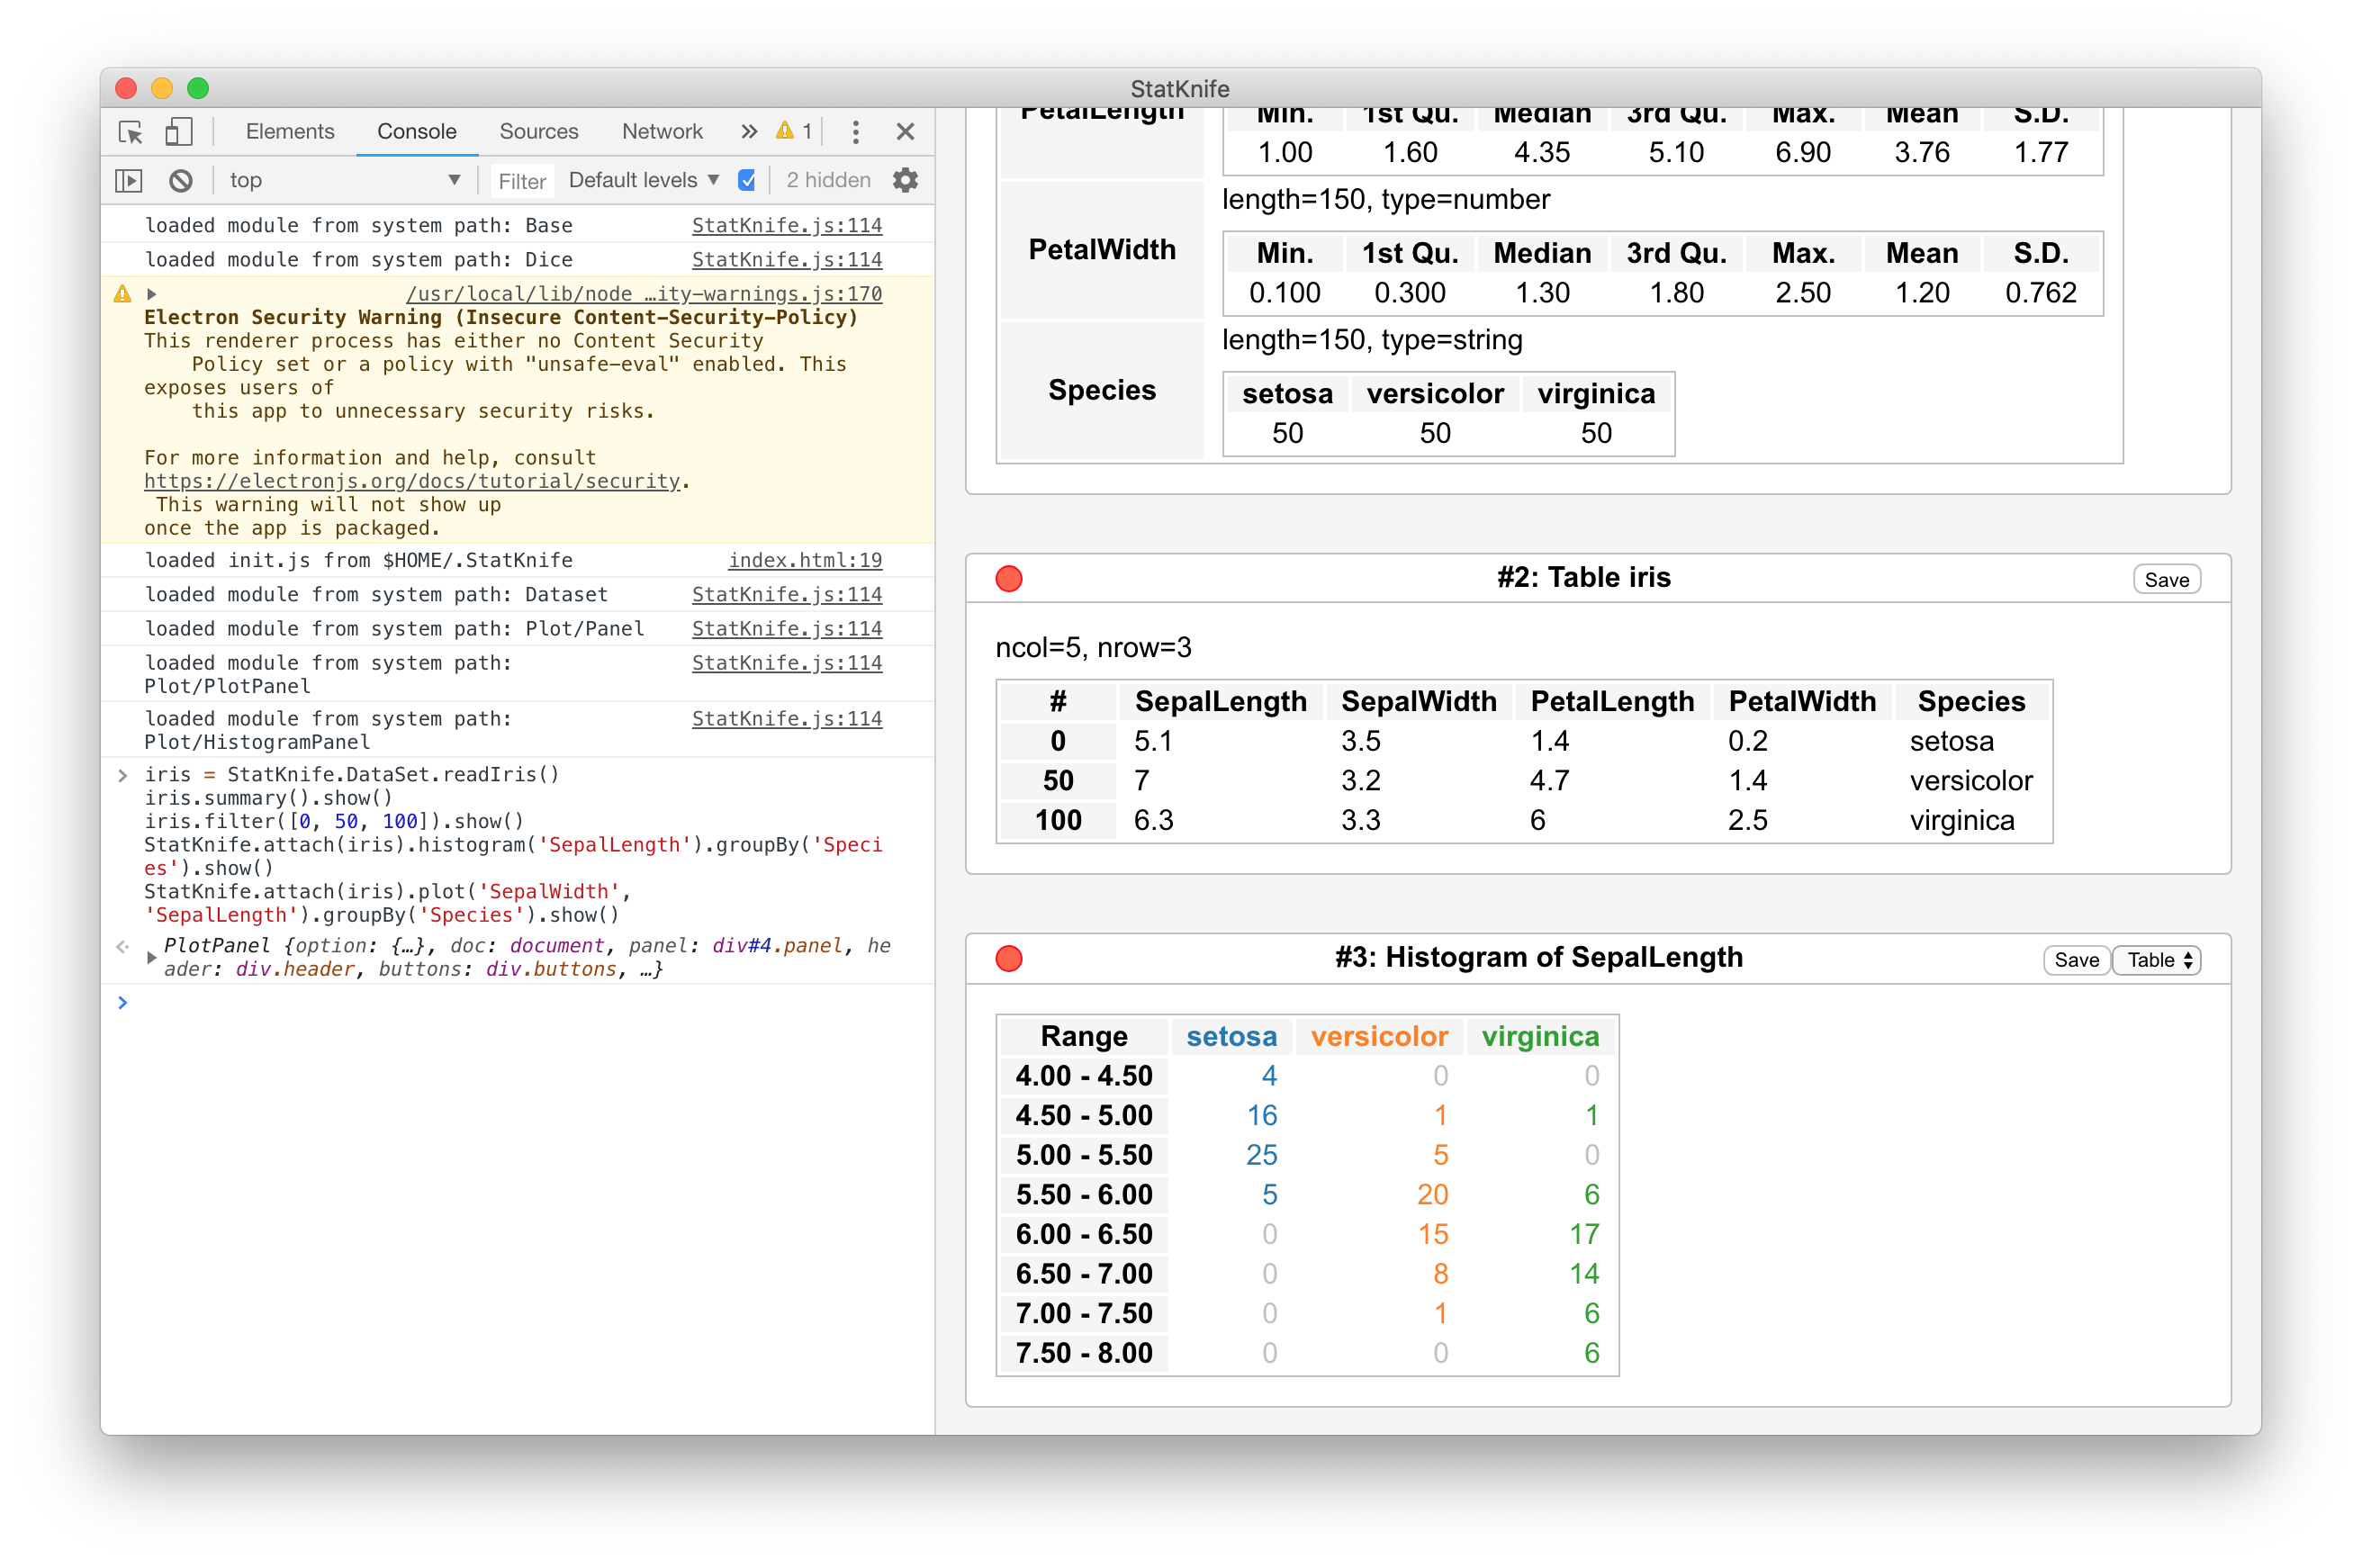 StatKnife
Elements Console Sources Network » 1
top ▼ Filter Default levels ▼ 2 hidden
loaded module from system path: Base StatKnife.js:114
loaded module from system path: Dice StatKnife.js:114
/usr/local/lib/node …ity-warnings.js:170
Electron Security Warning (Insecure Content-Security-Policy)
This renderer process has either no Content Security
Policy set or a policy with "unsafe-eval" enabled. This
exposes users of
this app to unnecessary security risks.
For more information and help, consult
https://electronjs.org/docs/tutorial/security.
This warning will not show up
once the app is packaged.
loaded init.js from $HOME/.StatKnife index.html:19
loaded module from system path: Dataset StatKnife.js:114
loaded module from system path: Plot/Panel StatKnife.js:114
loaded module from system path: StatKnife.js:114
Plot/PlotPanel
loaded module from system path: StatKnife.js:114
Plot/HistogramPanel
> iris = StatKnife.DataSet.readIris()
iris.summary().show()
iris.filter([0, 50, 100]).show()
StatKnife.attach(iris).histogram('SepalLength').groupBy('Speci
es').show()
StatKnife.attach(iris).plot('SepalWidth',
'SepalLength').groupBy('Species').show()
PlotPanel {option: {…}, doc: document, panel: div#4.panel, he
ader: div.header, buttons: div.buttons, …}
>
PetalLength Min. 1st Qu. Median 3rd Qu. Max. Mean S.D.
1.00 1.60 4.35 5.10 6.90 3.76 1.77
length=150, type=number
PetalWidth
Min. 1st Qu. Median 3rd Qu. Max. Mean S.D.
0.100 0.300 1.30 1.80 2.50 1.20 0.762
length=150, type=string
Species
setosa versicolor virginica
50 50 50
#2: Table iris Save
ncol=5, nrow=3
# SepalLength SepalWidth PetalLength PetalWidth Species
0 5.1 3.5 1.4 0.2 setosa
50 7 3.2 4.7 1.4 versicolor
100 6.3 3.3 6 2.5 virginica
#3: Histogram of SepalLength Save Table
Range setosa versicolor virginica
4.00 - 4.50 4 0 0
4.50 - 5.00 16 1 1
5.00 - 5.50 25 5 0
5.50 - 6.00 5 20 6
6.00 - 6.50 0 15 17
6.50 - 7.00 0 8 14
7.00 - 7.50 0 1 6
7.50 - 8.00 0 0 6